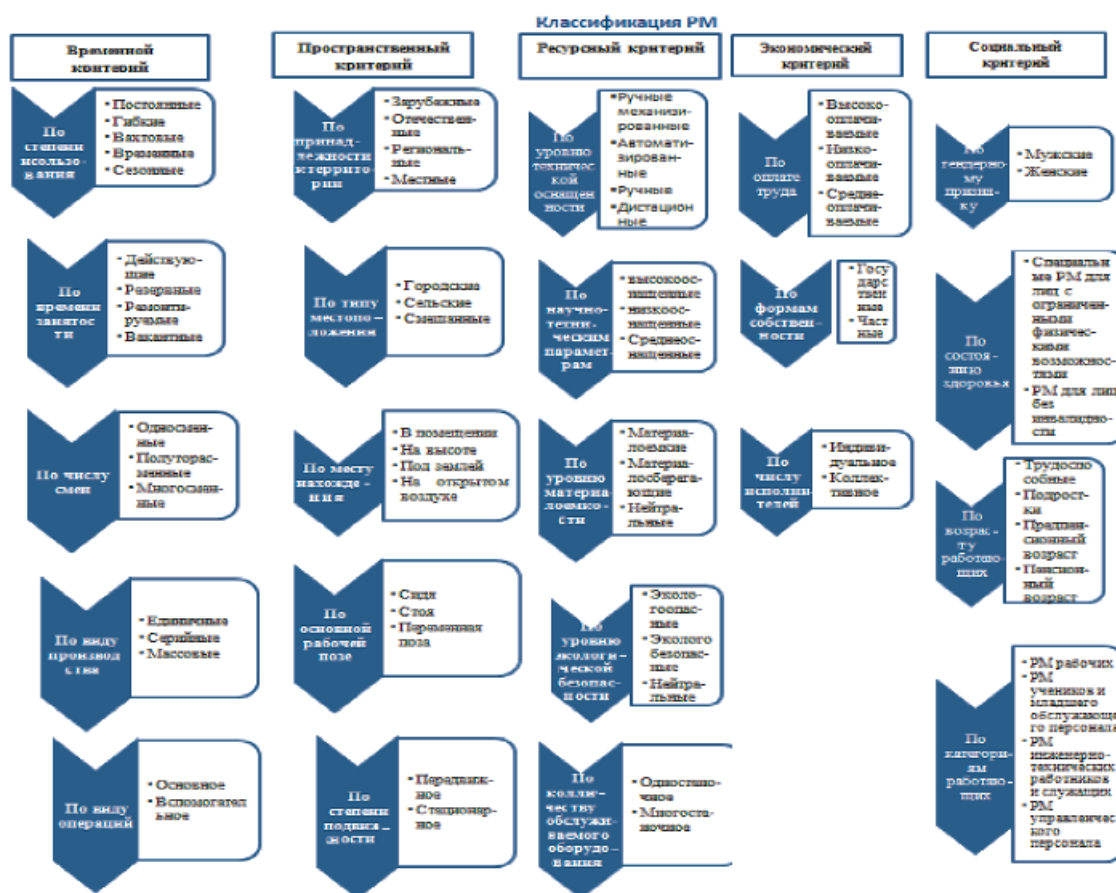 Классификация РМ
Временной
критерий
По
степени
использо-
вания
• Постоянные
• Гибкие
• Вахтовые
• Временные
• Сезонные
По
времени
занятос
ти
• Действую-
щие
• Резервные
• Ремонти-
руемые
• Вакантные
По числу
смен
• Односмен-
ные
• Полутора-
сменные
• Многосмен-
ные
По виду
производ
ства
• Единичные
• Серийные
• Массовые
По виду
операций
• Основное
• Вспомогател
ьное
Пространственный
критерий
По
принад-
лежности
к террито-
рии
• Зарубежные
• Отечествен-
ные
• Региональ-
ные
• Местные
По типу
местопо-
ложения
• Городские
• Сельские
• Смешанные
По месту
нахожде-
ния
• В помещении
• На высоте
• Под землей
• На открытом
воздухе
По
основной
рабочей
позе
• Сидя
• Стоя
• Переменная
поза
По
степени
подвиж-
ности
• Передвиж-
ное
• Стационар-
ное
Ресурсный критерий
По
уровню
техничес
кой
оснащен
ности
• Ручные
механизи-
рованные
• Автомати-
зирован-
ные
• Ручные
• Дистацион
ные
По
научно-
техни-
ческим
парамет-
рам
• высокоос-
нащенные
• низкоос-
нащенные
• Среднеос-
нащенные
По
уровню
материа-
лоемко-
сти
• Материа-
лоемкие
• Матери-
алосберега-
ющие
• Нейтра-
льные
По
уровню
экологи-
ческой
безопас-
ности
• Экологоопас-
ные
• Эколого
безопас-
ные
• Нейтра-
льные
По
колли-
честву
обслужи-
ваемого
оборудо-
вания
• Одностано-
чное
• Многоста-
ночное
Экономический
критерий
По
оплате
труда
• Высоко-
оплачи-
ваемые
• Низко-
оплачи-
ваемые
• Средне-
оплачи-
ваемые
По
формам
собствен-
ности
• Госу
дарс
твен
ные
• Част
ные
По
числу
исполни-
телей
• Индиви-
дуальное
• Коллек-
тивное
Социальный
критерий
По
гендерно
му
призна-
ку
• Мужские
• Женские
По
состоя-
нию
здоровья
• Специальн
ые РМ для
лиц с
ограничен-
ными
физичес-
кими
возможнос-
тями
• РМ для лиц
без
инвалидно-
сти
По
возрас-
ту
работаю-
щих
• Трудоспо
собные
• Подрост-
ки
• Предпен-
сионный
возраст
• Пенсион-
ный
возраст
По
категори-
ям
работаю-
щих
• РМ рабочих
• РМ
учеников и
младшего
обслуживающе
го персонала
• РМ
инженерно-
технических
работников
и служащих
• РМ
управленчес
кого
персонала